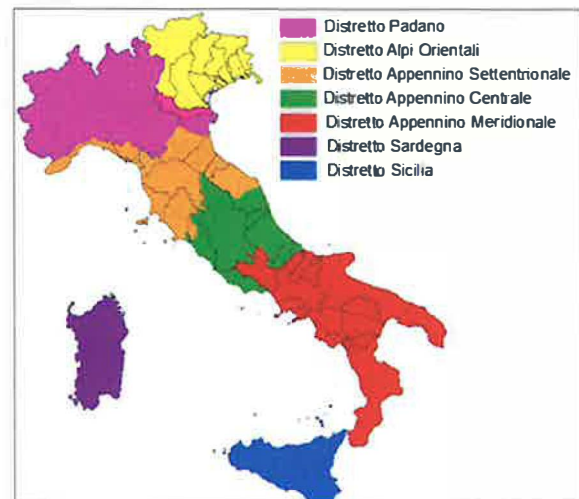 Distretto Padano
Distretto Alpi Orientali
Distretto Appennino Settentrionale
Distretto Appennino Centrale
Distretto Appennino Meridionale
Distretto Sardegna
Distretto Sicilia